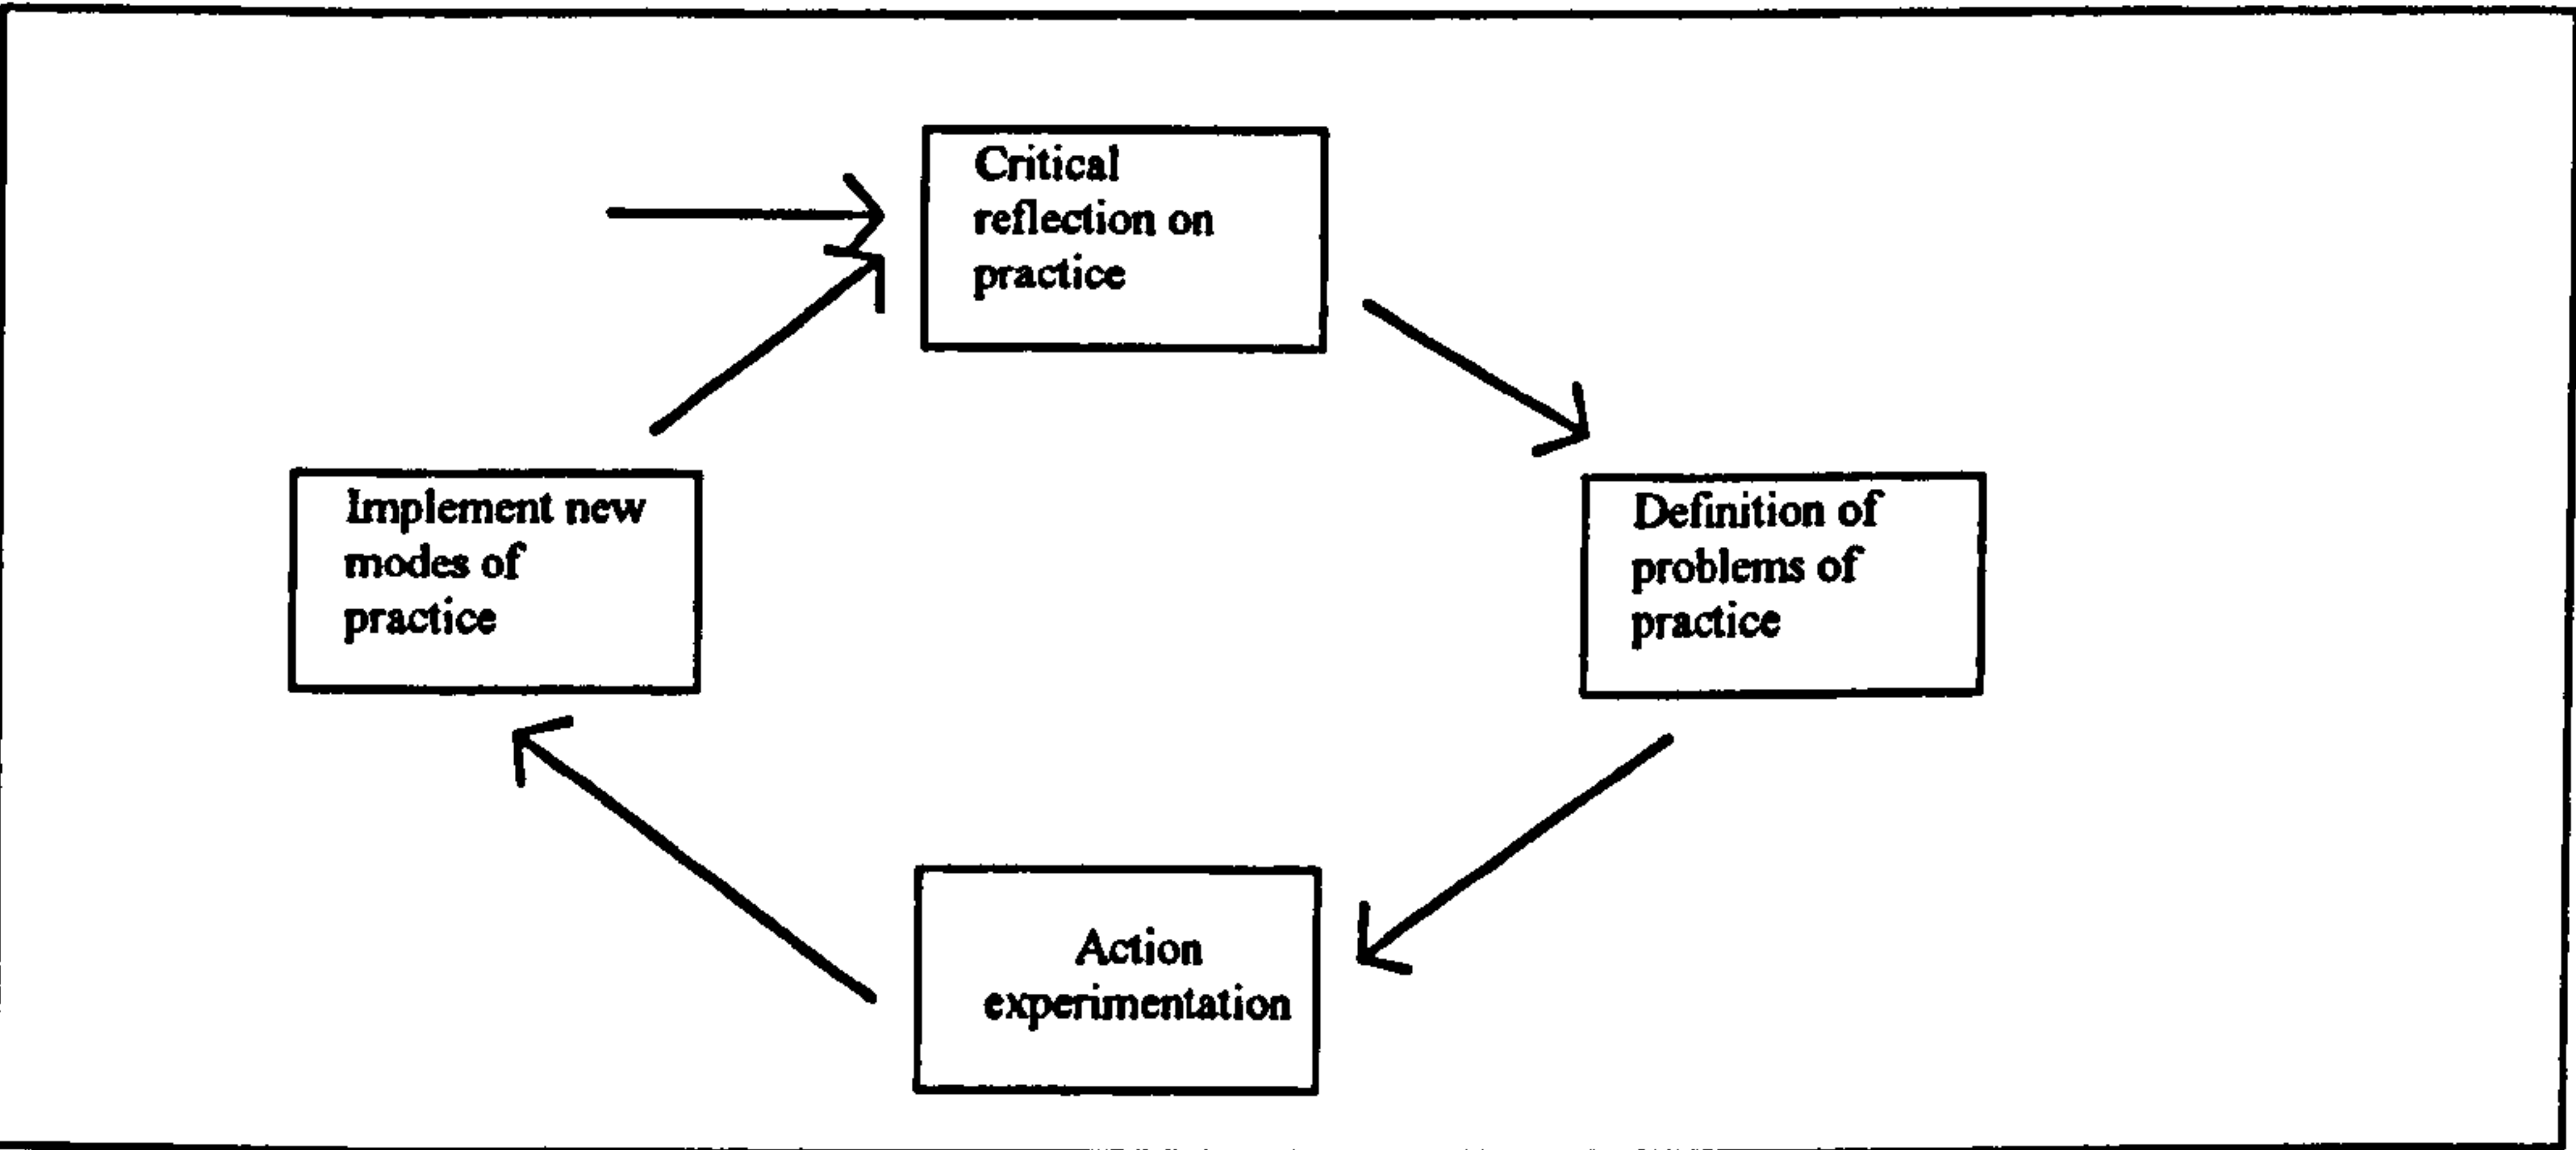 Critical
reflection on
practice
Implement new
modes of
practice
Definition of
problems of
practice
Action
experimentation